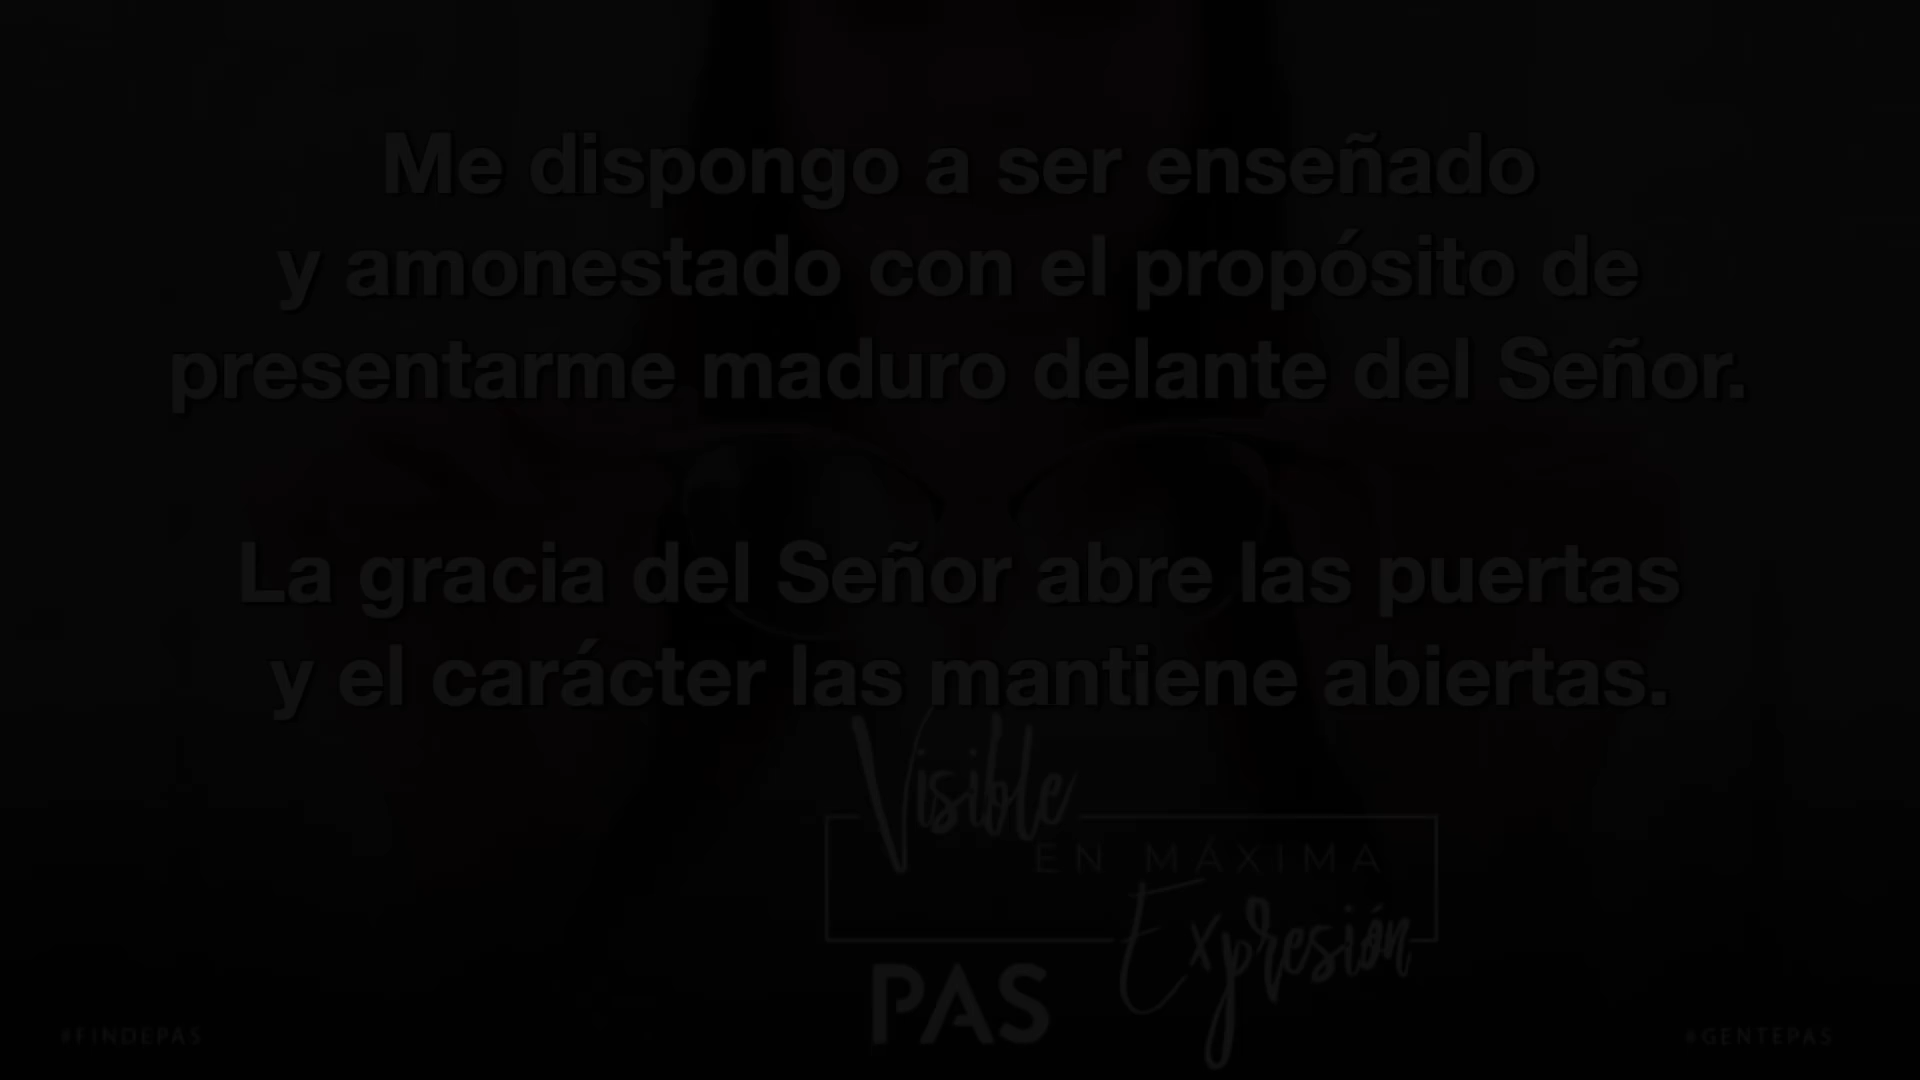 Me dispongo a ser enseñado
y amonestado con el propósito de
presentarme maduro delante del Señor.
La gracia del Señor abre las puertas
y el carácter las mantiene abiertas.
Visible
EN MÁXIMA
Expresión
PAS
#FINDEPAS
#GENTEPAS